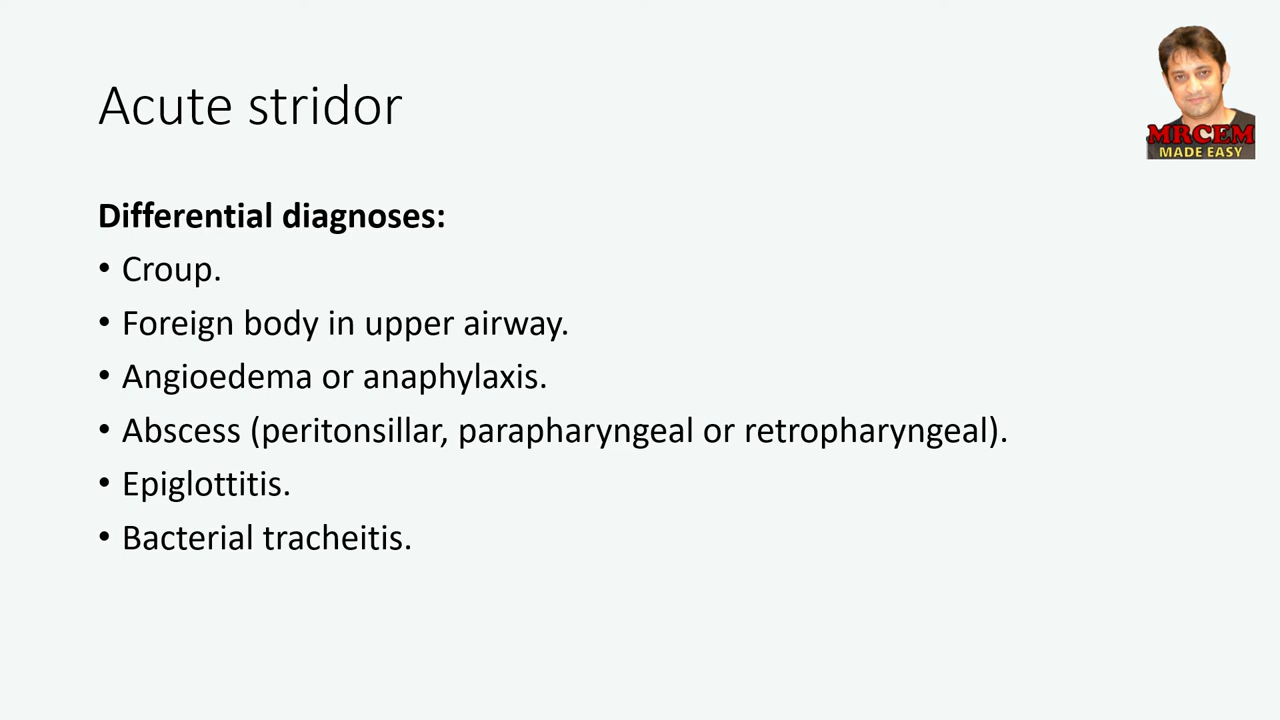 Acute stridor
MRCEM
MADE EASY
Differential diagnoses:
• Croup.
• Foreign body in upper airway.
• Angioedema or anaphylaxis.
• Abscess (peritonsillar, parapharyngeal or retropharyngeal).
• Epiglottitis.
• Bacterial tracheitis.